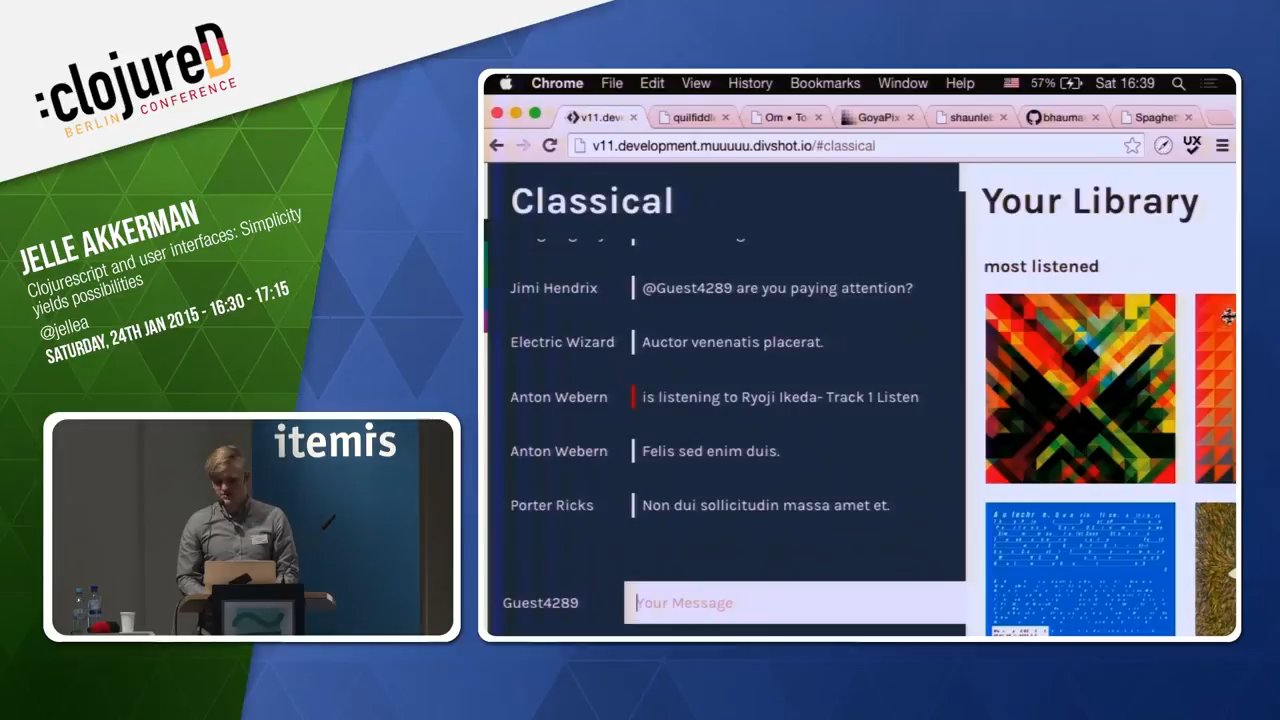 :clojureD
BERLIN CONFERENCE
JELLE AKKERMAN
Clojurescript and user interfaces: Simplicity
yields possibilities
@jellea
SATURDAY, 24TH JAN 2015 - 16:30 - 17:15
itemis
Chrome File Edit View History Bookmarks Window Help 57% Sat 16:39
v11.deve quilfiddl Om • To GoyaPix shaunlel bhauma Spaghet
v11.development.muuuuu.divshot.io/#classical
UX
Classical
Jimi Hendrix @Guest4289 are you paying attention?
Electric Wizard Auctor venenatis placerat.
Anton Webern is listening to Ryoji Ikeda- Track 1 Listen
Anton Webern Felis sed enim duis.
Porter Ricks Non dui sollicitudin massa amet et.
Guest4289 Your Message
Your Library
most listened